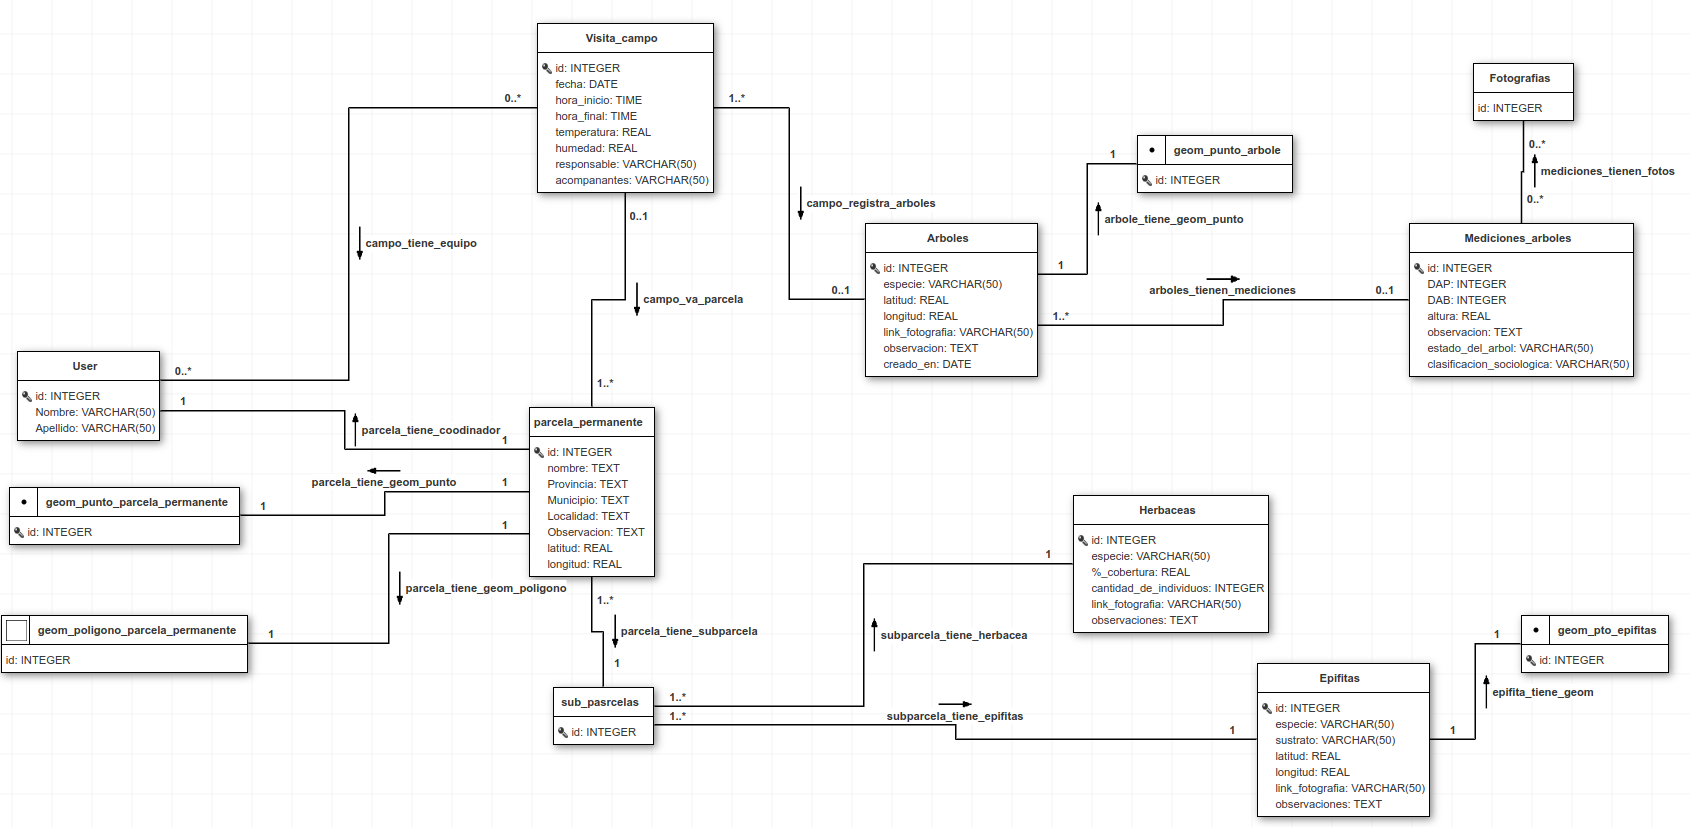 Visita_campo
id: INTEGER
fecha: DATE
hora_inicio: TIME
hora_final: TIME
temperatura: REAL
humedad: REAL
responsable: VARCHAR(50)
acompanantes: VARCHAR(50)
0..*
1..*
0..1
campo_tiene_equipo
campo_registra_arboles
campo_va_parcela
Fotografias
id: INTEGER
0..*
mediciones_tienen_fotos
0..*
geom_punto_arbole
id: INTEGER
1
arbole_tiene_geom_punto
1
Arboles
id: INTEGER
especie: VARCHAR(50)
latitud: REAL
longitud: REAL
link_fotografia: VARCHAR(50)
observacion: TEXT
creado_en: DATE
0..1
1..*
arboles_tienen_mediciones
0..1
Mediciones_arboles
id: INTEGER
DAP: INTEGER
DAB: INTEGER
altura: REAL
observacion: TEXT
estado_del_arbol: VARCHAR(50)
clasificacion_sociologica: VARCHAR(50)
User
id: INTEGER
Nombre: VARCHAR(50)
Apellido: VARCHAR(50)
0..*
1
parcela_tiene_coodinador
1
1..*
parcela_permanente
id: INTEGER
nombre: TEXT
Provincia: TEXT
Municipio: TEXT
Localidad: TEXT
Observacion: TEXT
latitud: REAL
longitud: REAL
parcela_tiene_geom_punto
1
1
geom_punto_parcela_permanente
id: INTEGER
1
parcela_tiene_geom_poligono
1
geom_poligono_parcela_permanente
id: INTEGER
1..*
parcela_tiene_subparcela
1
sub_pasrcelas
id: INTEGER
1..*
1..*
subparcela_tiene_herbacea
1
subparcela_tiene_epifitas
1
Herbaceas
id: INTEGER
especie: VARCHAR(50)
%_cobertura: REAL
cantidad_de_individuos: INTEGER
link_fotografia: VARCHAR(50)
observaciones: TEXT
Epifitas
id: INTEGER
especie: VARCHAR(50)
sustrato: VARCHAR(50)
latitud: REAL
longitud: REAL
link_fotografia: VARCHAR(50)
observaciones: TEXT
1
epifita_tiene_geom
1
geom_pto_epifitas
id: INTEGER